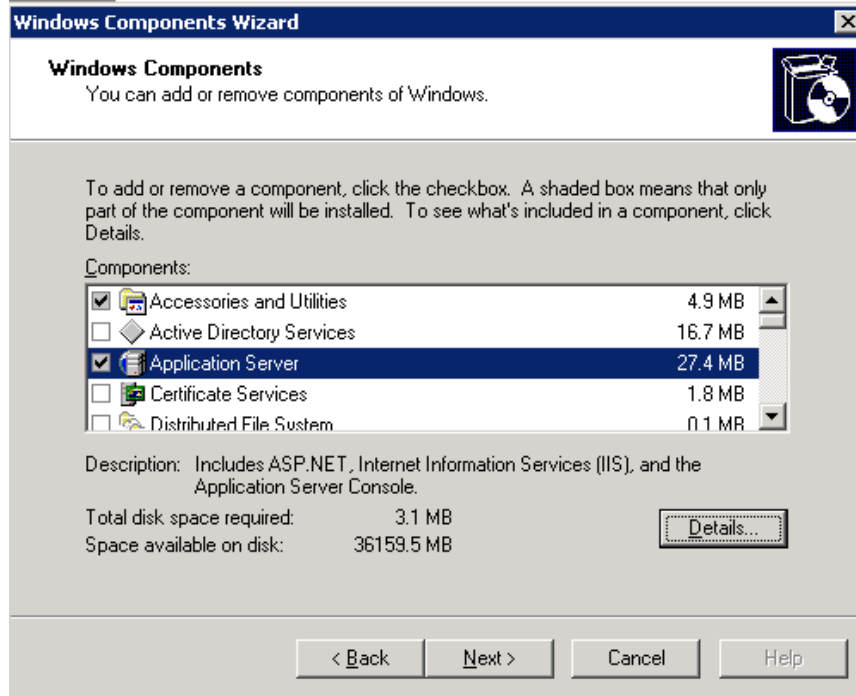 Windows Components Wizard
Windows Components
You can add or remove components of Windows.
To add or remove a component, click the checkbox. A shaded box means that only
part of the component will be installed. To see what's included in a component, click
Details.
Components:
Accessories and Utilities 4.9 MB
Active Directory Services 16.7 MB
Application Server 27.4 MB
Certificate Services 1.8 MB
Distributed File System 0.1 MB
Description: Includes ASP.NET, Internet Information Services (IIS), and the
Application Server Console.
Total disk space required: 3.1 MB
Space available on disk: 36159.5 MB
Details...
< Back Next > Cancel Help